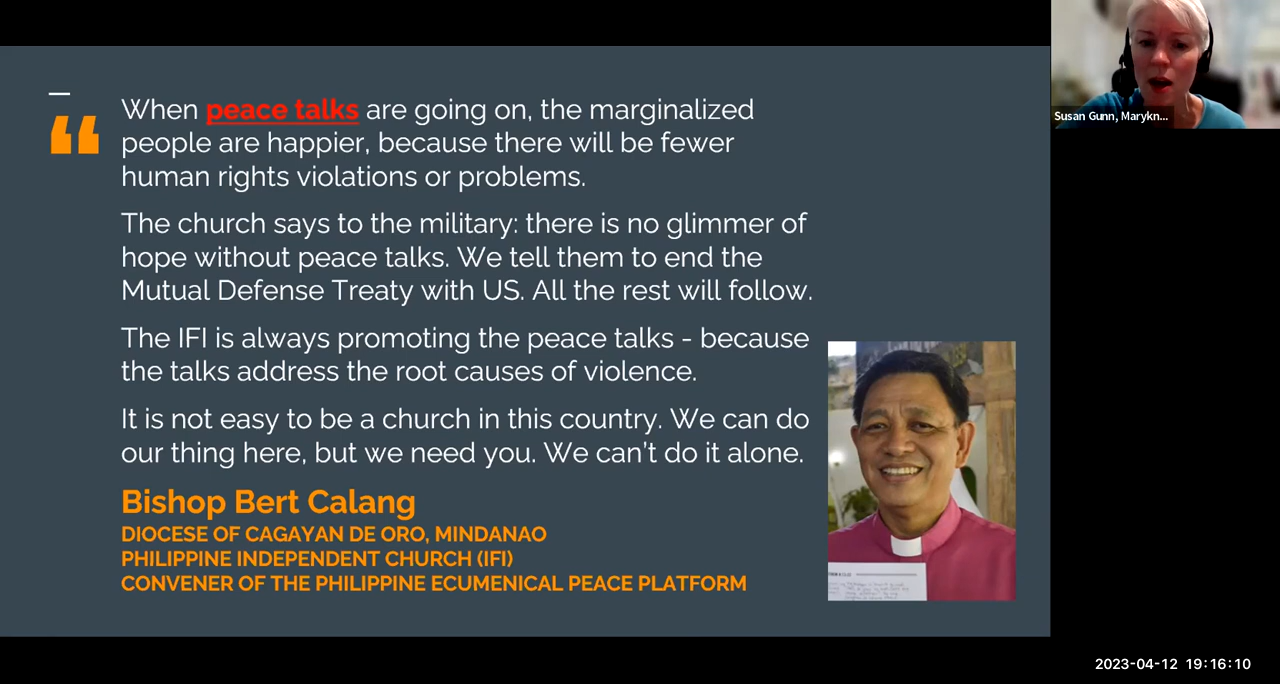 “
When peace talks are going on, the marginalized
people are happier, because there will be fewer
human rights violations or problems.
The church says to the military: there is no glimmer of
hope without peace talks. We tell them to end the
Mutual Defense Treaty with US. All the rest will follow.
The IFI is always promoting the peace talks - because
the talks address the root causes of violence.
It is not easy to be a church in this country. We can do
our thing here, but we need you. We can’t do it alone.
Bishop Bert Calang
DIOCESE OF CAGAYAN DE ORO, MINDANAO
PHILIPPINE INDEPENDENT CHURCH (IFI)
CONVENER OF THE PHILIPPINE ECUMENICAL PEACE PLATFORM
Susan Gunn, Marykn...
2023-04-12 19:16:10